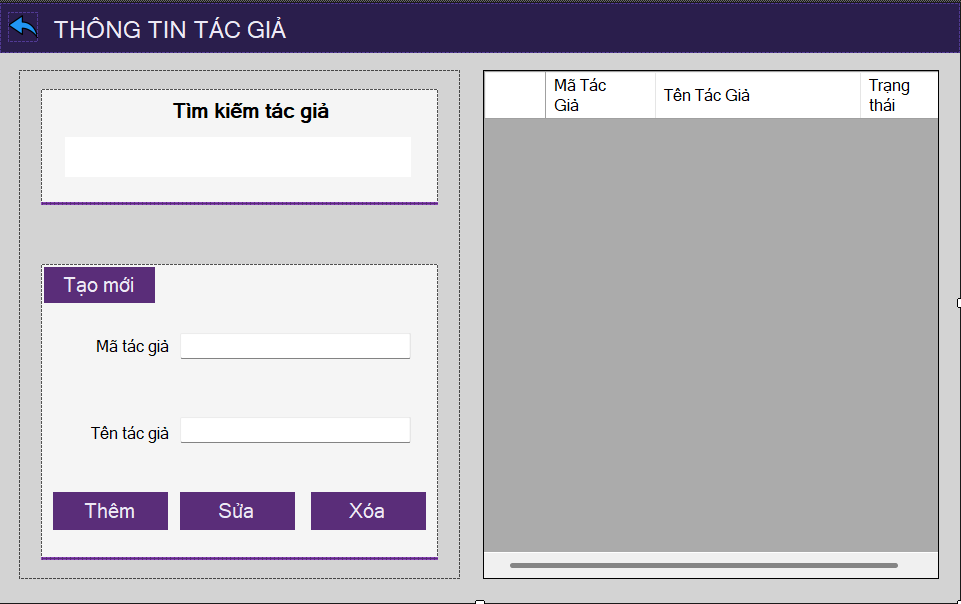 THÔNG TIN TÁC GIẢ
Tìm kiếm tác giả
Tạo mới
Mã tác giả
Tên tác giả
Thêm
Sửa
Xóa
Mã Tác
Giả
Tên Tác Giả
Trạng
thái